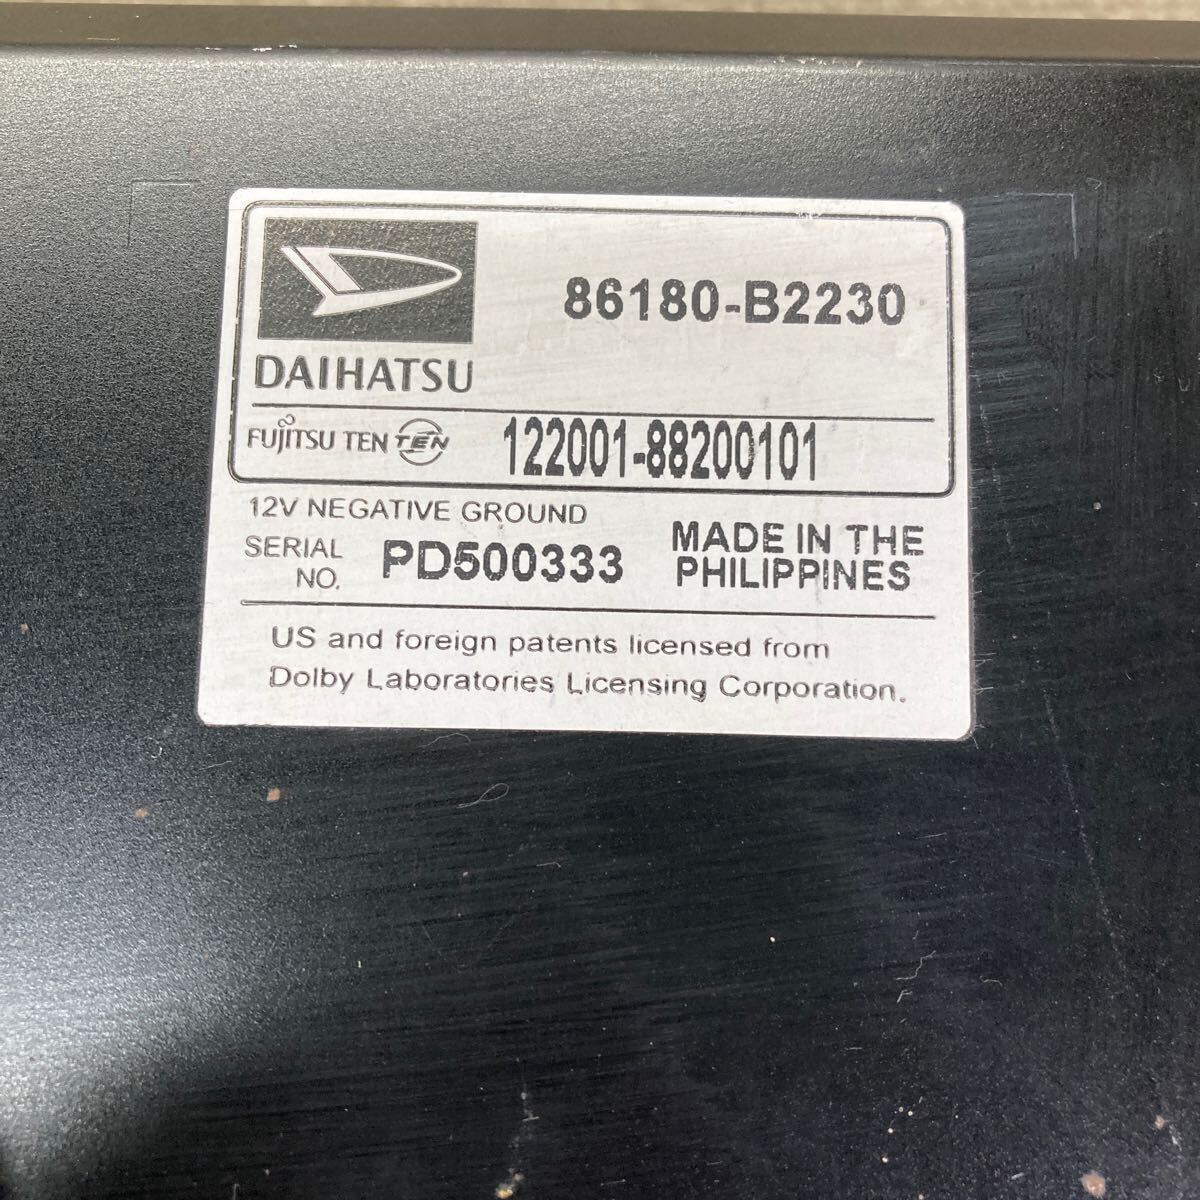 86180-B2230
DAIHATSU
FUJITSU TEN TEN 122001-88200101
12V NEGATIVE GROUND
SERIAL NO. PD500333
MADE IN THE
PHILIPPINES
US and foreign patents licensed from
Dolby Laboratories Licensing Corporation.